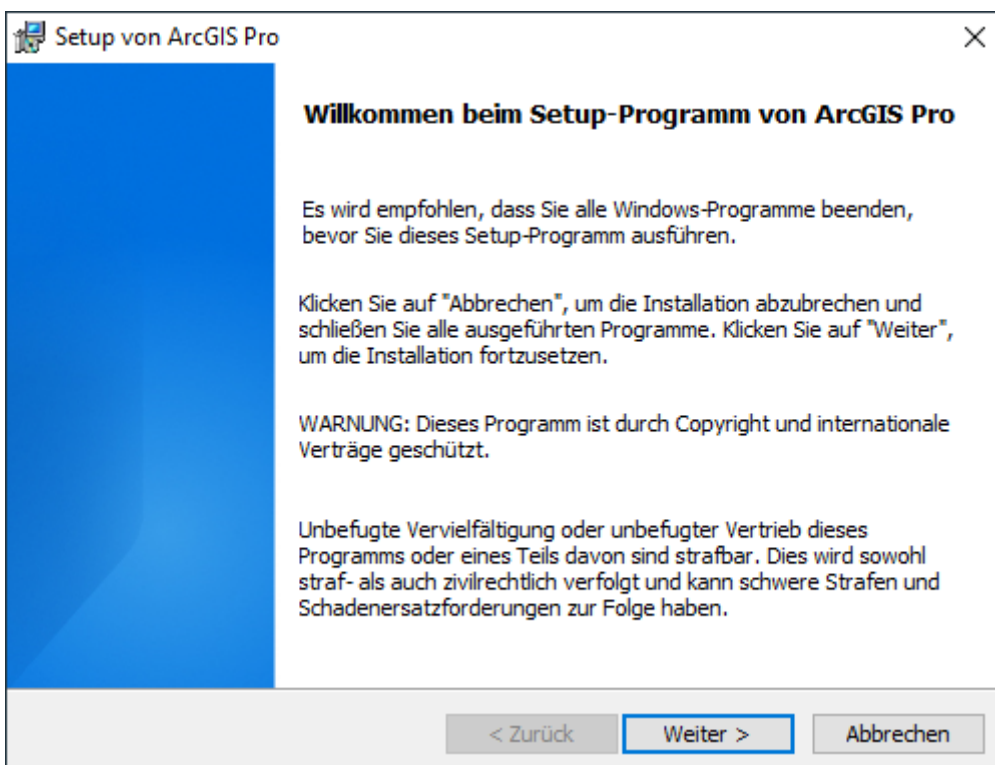 Setup von ArcGIS Pro
Willkommen beim Setup-Programm von ArcGIS Pro
Es wird empfohlen, dass Sie alle Windows-Programme beenden,
bevor Sie dieses Setup-Programm ausführen.
Klicken Sie auf "Abbrechen", um die Installation abzubrechen und
schließen Sie alle ausgeführten Programme. Klicken Sie auf "Weiter",
um die Installation fortzusetzen.
WARNUNG: Dieses Programm ist durch Copyright und internationale
Verträge geschützt.
Unbefugte Vervielfältigung oder unbefugter Vertrieb dieses
Programms oder eines Teils davon sind strafbar. Dies wird sowohl
straf- als auch zivilrechtlich verfolgt und kann schwere Strafen und
Schadenersatzforderungen zur Folge haben.
< Zurück Weiter > Abbrechen